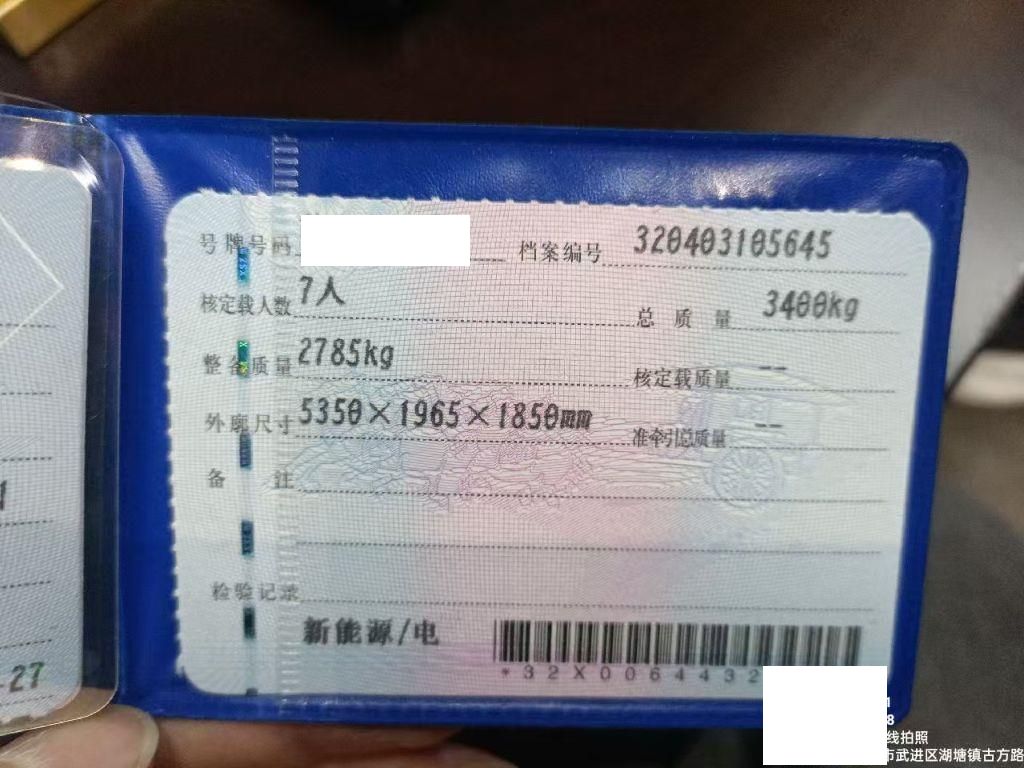 号牌号码
档案编号 320403105645
核定载人数 7人
总质量 3400kg
整备质量 2785kg
核定载质量 --
外廓尺寸 5350×1965×1850mm
准牵引总质量 --
备注
检验记录
新能源/电
*32X0064432
-27
1
8
线拍照
市武进区湖塘镇古方路